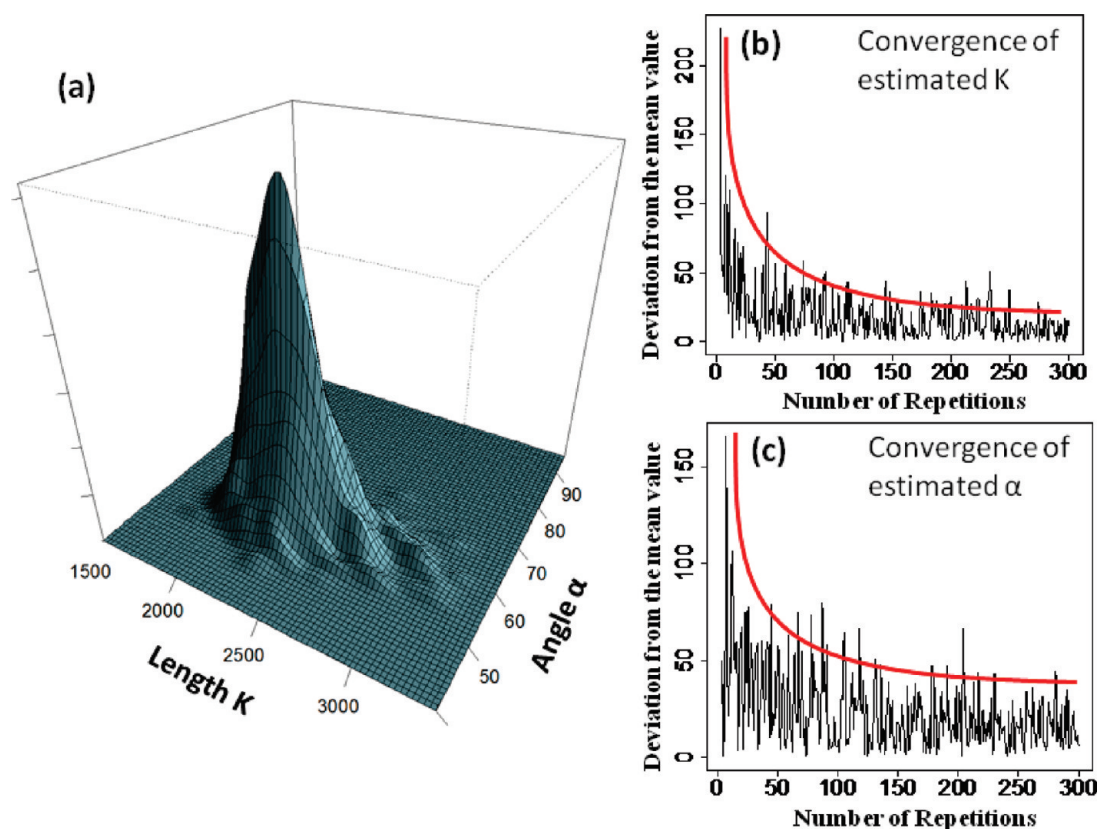 (a)
1500
2000
2500
3000
Length K
50
60
70
80
90
Angle α
(b)
Convergence of
estimated K
Deviation from the mean value
0
50
100
150
200
0
50
100
150
200
250
300
Number of Repetitions
(c)
Convergence of
estimated α
Deviation from the mean value
0
50
100
150
0
50
100
150
200
250
300
Number of Repetitions